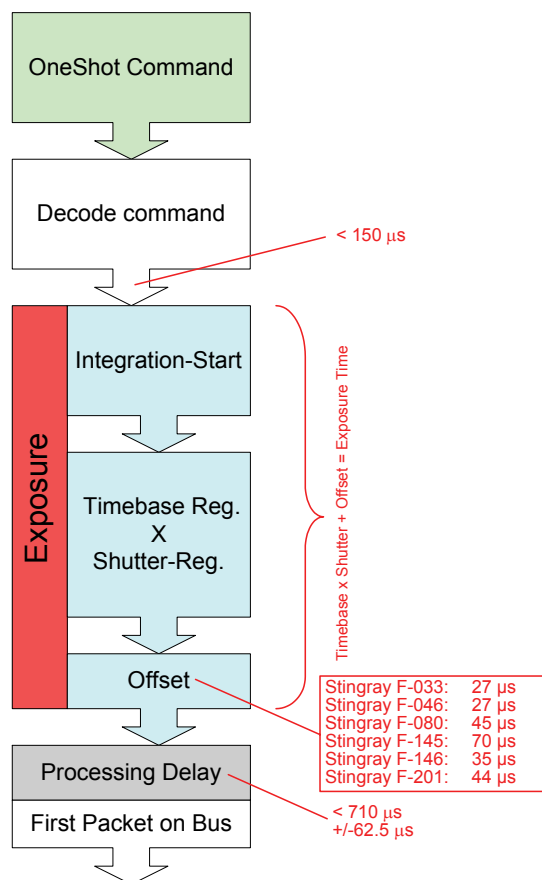 OneShot Command
Decode command
< 150 µs
Exposure
Integration-Start
Timebase Reg.
X
Shutter-Reg.
Timebase x Shutter + Offset = Exposure Time
Offset
Stingray F-033: 27 µs
Stingray F-046: 27 µs
Stingray F-080: 45 µs
Stingray F-145: 70 µs
Stingray F-146: 35 µs
Stingray F-201: 44 µs
Processing Delay
< 710 µs
+/-62.5 µs
First Packet on Bus